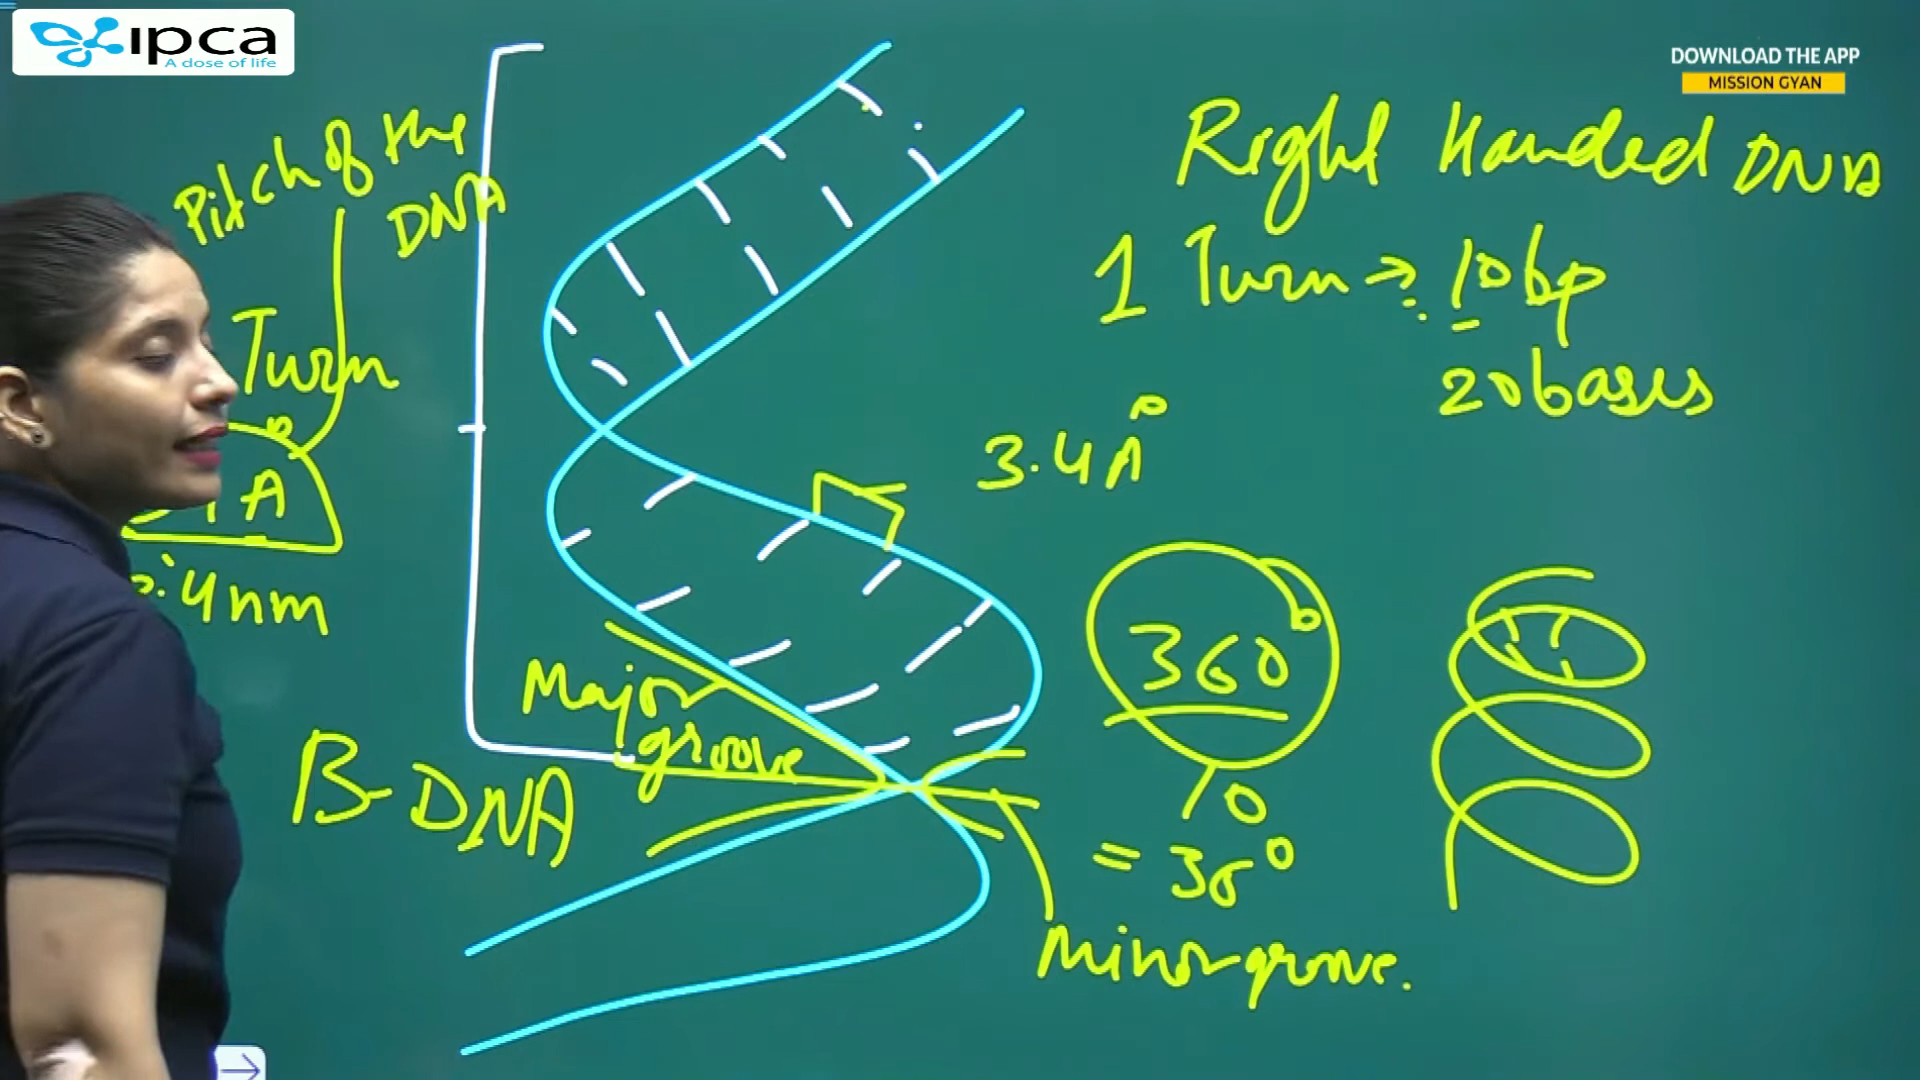 ipca
A dose of life
DOWNLOAD THE APP
MISSION GYAN
Pitch of the
DNA
Turn
A
.4nm
Right Handed DNA
1 Turn → 10bp
20bases
3.4A°
360°
10
= 36°
Major
groove
B-DNA
Minor groove.